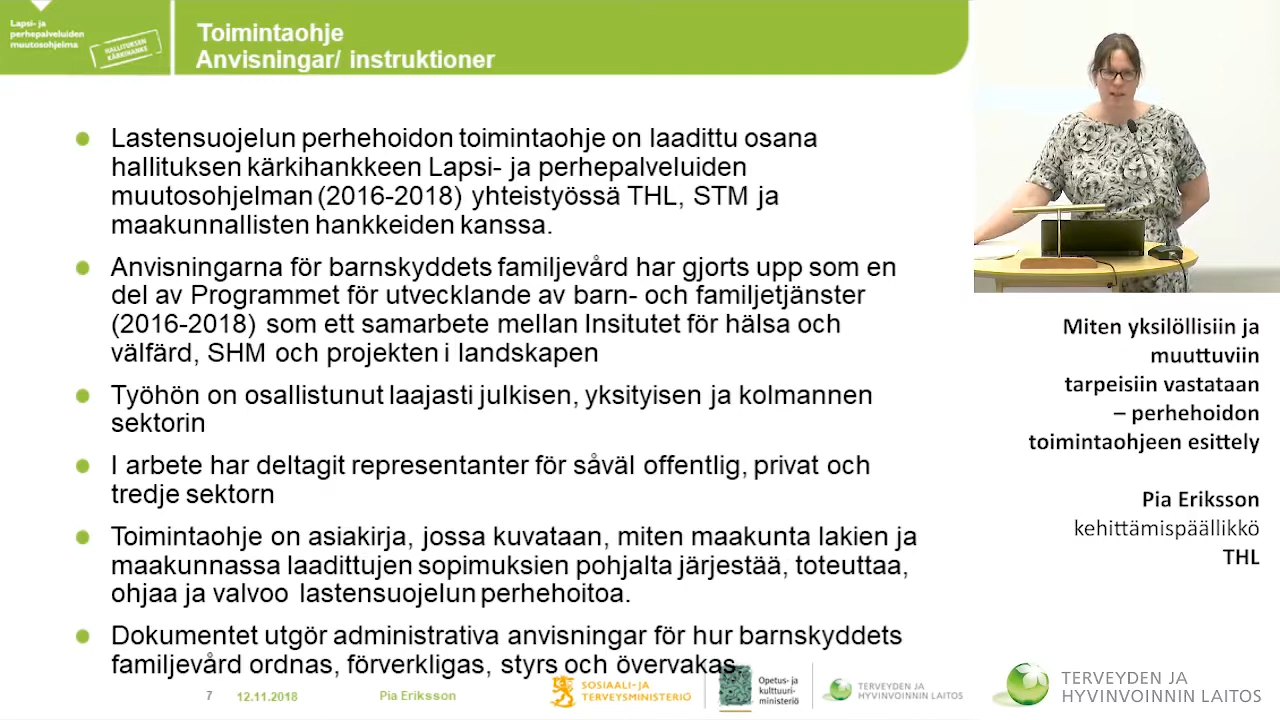 Lapsi- ja
perhepalveluiden
muutosohjelma
HALLITUKSEN
KÄRKIHANKE
Toimintaohje
Anvisningar/ instruktioner
Lastensuojelun perhehoidon toimintaohje on laadittu osana
hallituksen kärkihankkeen Lapsi- ja perhepalveluiden
muutosohjelman (2016-2018) yhteistyössä THL, STM ja
maakunnallisten hankkeiden kanssa.
Anvisningarna för barnskyddets familjevård har gjorts upp som en
del av Programmet för utvecklande av barn- och familjetjänster
(2016-2018) som ett samarbete mellan Insitutet för hälsa och
välfärd, SHM och projekten i landskapen
Työhön on osallistunut laajasti julkisen, yksityisen ja kolmannen
sektorin
I arbete har deltagit representanter för såväl offentlig, privat och
tredje sektorn
Toimintaohje on asiakirja, jossa kuvataan, miten maakunta lakien ja
maakunnassa laadittujen sopimuksien pohjalta järjestää, toteuttaa,
ohjaa ja valvoo lastensuojelun perhehoitoa.
Dokumentet utgör administrativa anvisningar för hur barnskyddets
familjevård ordnas, förverkligas, styrs och övervakas
7 12.11.2018 Pia Eriksson
SOSIAALI- JA
TERVEYSMINISTERIÖ
Opetus- ja
kulttuuri-
ministeriö
TERVEYDEN JA
HYVINVOINNIN LAITOS
Miten yksilöllisiin ja
muuttuviin
tarpeisiin vastataan
– perhehoidon
toimintaohjeen esittely
Pia Eriksson
kehittämispäällikkö
THL
TERVEYDEN JA
HYVINVOINNIN LAITOS